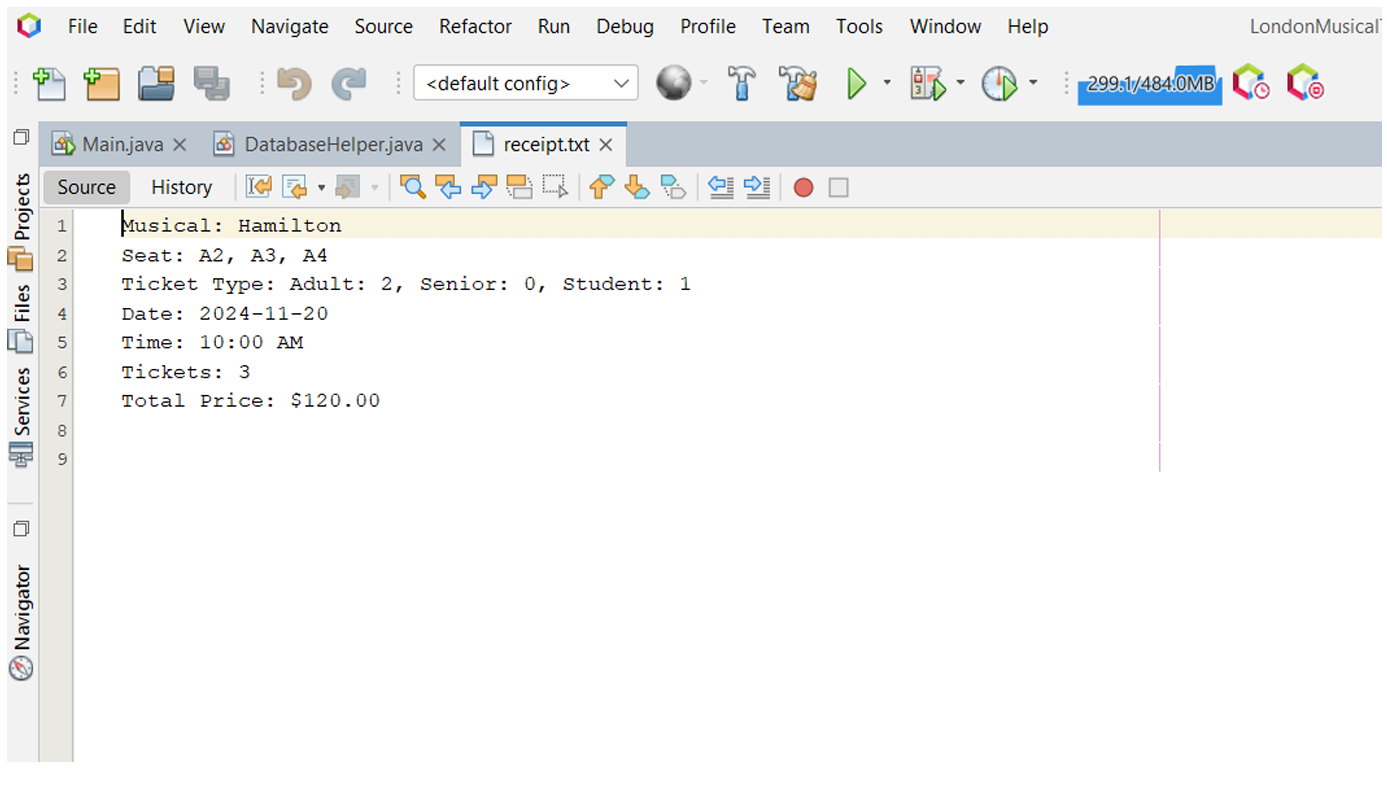 File Edit View Navigate Source Refactor Run Debug Profile Team Tools Window Help LondonMusical
<default config> 299.1/484.0MB
Main.java DatabaseHelper.java receipt.txt
Source History
Projects
Files
Services
Navigator
1 Musical: Hamilton
2 Seat: A2, A3, A4
3 Ticket Type: Adult: 2, Senior: 0, Student: 1
4 Date: 2024-11-20
5 Time: 10:00 AM
6 Tickets: 3
7 Total Price: $120.00
8
9